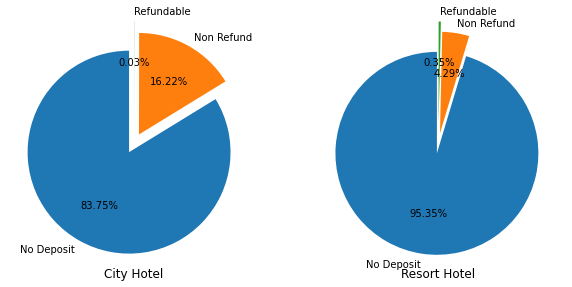 Refundable
Non Refund
0.03%
16.22%
83.75%
No Deposit
City Hotel
Refundable
Non Refund
0.35%
4.29%
95.35%
No Deposit
Resort Hotel